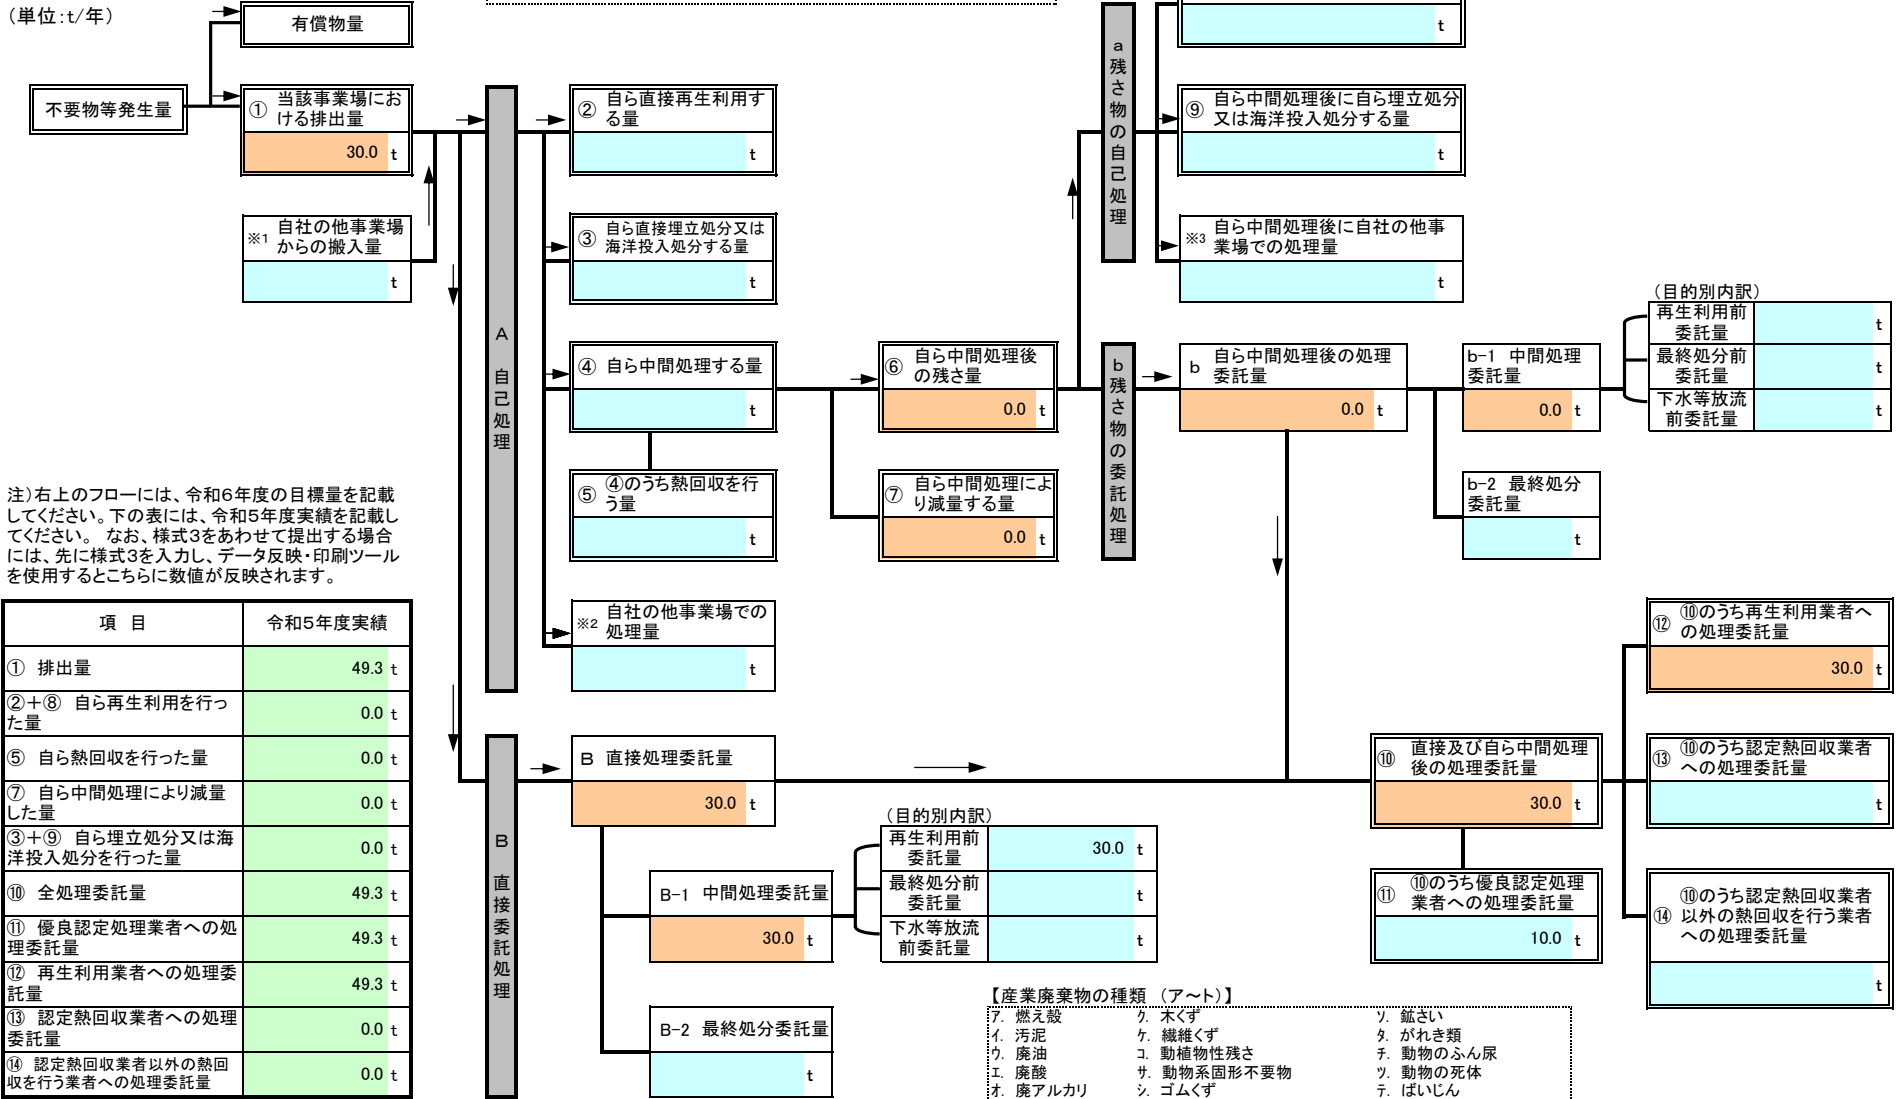 （単位：t/年）
有償物量
不要物等発生量
① 当該事業場にお
ける排出量
30.0 t
※1 自社の他事業場
からの搬入量
t
A 自己処理
② 自ら直接再生利用す
る量
t
③ 自ら直接埋立処分又は
海洋投入処分する量
t
④ 自ら中間処理する量
t
⑤ ④のうち熱回収を行
う量
t
※2 自社の他事業場での
処理量
t
⑥ 自ら中間処理後
の残さ量
0.0 t
⑦ 自ら中間処理によ
り減量する量
0.0 t
a 残さ物の自己処理
t
⑨ 自ら中間処理後に自ら埋立処分
又は海洋投入処分する量
t
※3 自ら中間処理後に自社の他事
業場での処理量
t
b 残さ物の委託処理
b 自ら中間処理後の処理
委託量
0.0 t
b-1 中間処理
委託量
0.0 t
（目的別内訳）
再生利用前
委託量
t
最終処分前
委託量
t
下水等放流
前委託量
t
b-2 最終処分
委託量
t
注）右上のフローには、令和６年度の目標量を記載
してください。下の表には、令和５年度実績を記載し
てください。 なお、様式３をあわせて提出する場合
には、先に様式３を入力し、データ反映・印刷ツール
を使用するとこちらに数値が反映されます。
項 目 令和５年度実績
① 排出量 49.3 t
②＋⑧ 自ら再生利用を行っ
た量 0.0 t
⑤ 自ら熱回収を行った量 0.0 t
⑦ 自ら中間処理により減量
した量 0.0 t
③＋⑨ 自ら埋立処分又は海
洋投入処分を行った量 0.0 t
⑩ 全処理委託量 49.3 t
⑪ 優良認定処理業者への処
理委託量 49.3 t
⑫ 再生利用業者への処理委
託量 49.3 t
⑬ 認定熱回収業者への処理
委託量 0.0 t
⑭ 認定熱回収業者以外の熱回
収を行う業者への処理委託量 0.0 t
B 直接委託処理
B 直接処理委託量
30.0 t
B-1 中間処理委託量
30.0 t
（目的別内訳）
再生利用前
委託量
30.0 t
最終処分前
委託量
t
下水等放流
前委託量
t
B-2 最終処分委託量
t
⑩ 直接及び自ら中間処理
後の処理委託量
30.0 t
⑪ ⑩のうち優良認定処理
業者への処理委託量
10.0 t
⑫ ⑩のうち再生利用業者へ
の処理委託量
30.0 t
⑬ ⑩のうち認定熱回収業者
への処理委託量
t
⑭ ⑩のうち認定熱回収業者
以外の熱回収を行う業者
への処理委託量
t
【産業廃棄物の種類 （ア～ト）】
ア. 燃え殻 ク. 木くず ソ. 鉱さい
イ. 汚泥 ケ. 繊維くず タ. がれき類
ウ. 廃油 コ. 動植物性残さ チ. 動物のふん尿
エ. 廃酸 サ. 動物系固形不要物 ツ. 動物の死体
オ. 廃アルカリ シ. ゴムくず テ. ばいじん